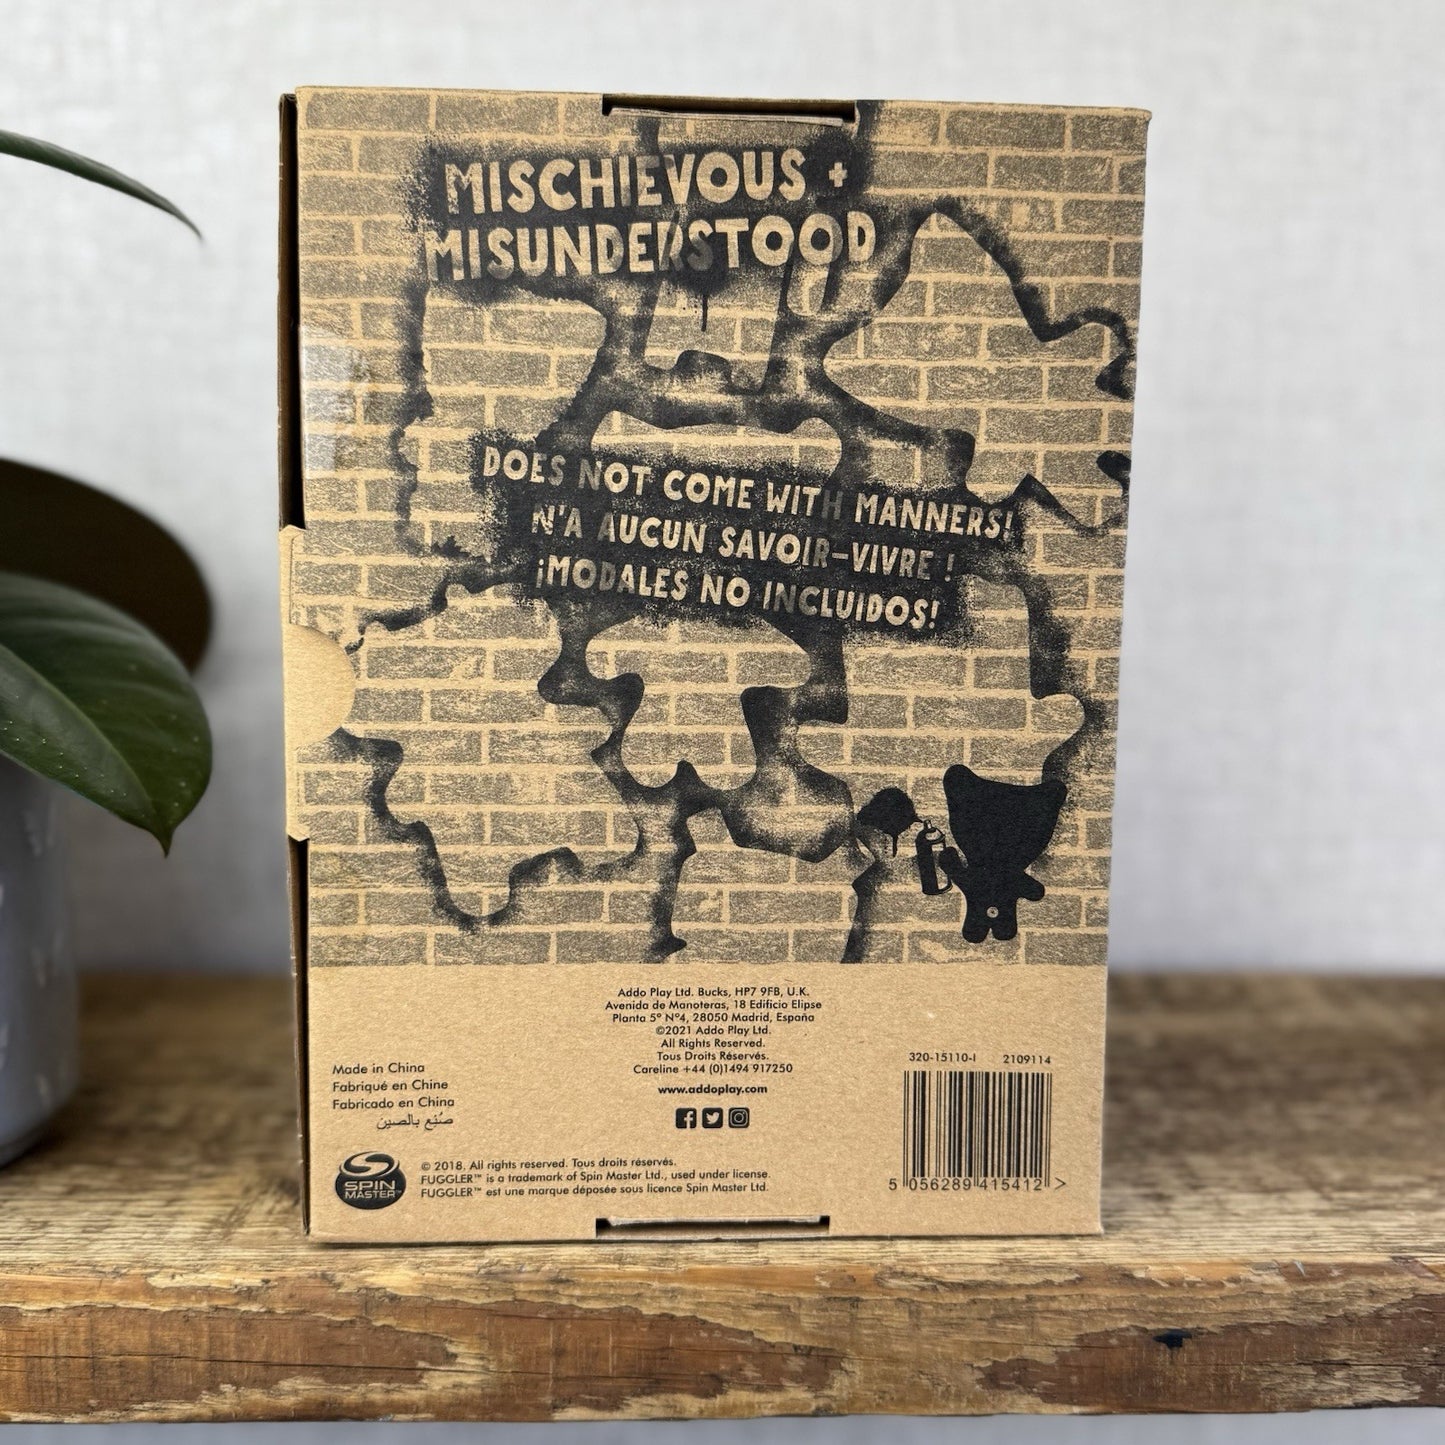 MISCHIEVOUS +
MISUNDERSTOOD
DOES NOT COME WITH MANNERS!
N'A AUCUN SAVOIR-VIVRE !
¡MODALES NO INCLUIDOS!
Addo Play Ltd. Bucks, HP7 9FB, U.K.
Avenida de Manoteras, 18 Edificio Elipse
Planta 5º Nº4, 28050 Madrid, España
©2021 Addo Play Ltd.
All Rights Reserved.
Tous Droits Réservés.
Careline +44 (0)1494 917250
www.addoplay.com
Made in China
Fabriqué en Chine
Fabricado en China
صُنِع بالصين
320-15110-I 2109114
5 056289 415412 >
SPIN
MASTER™
© 2018. All rights reserved. Tous droits réservés.
FUGGLER™ is a trademark of Spin Master Ltd., used under license.
FUGGLER™ est une marque déposée sous licence Spin Master Ltd.